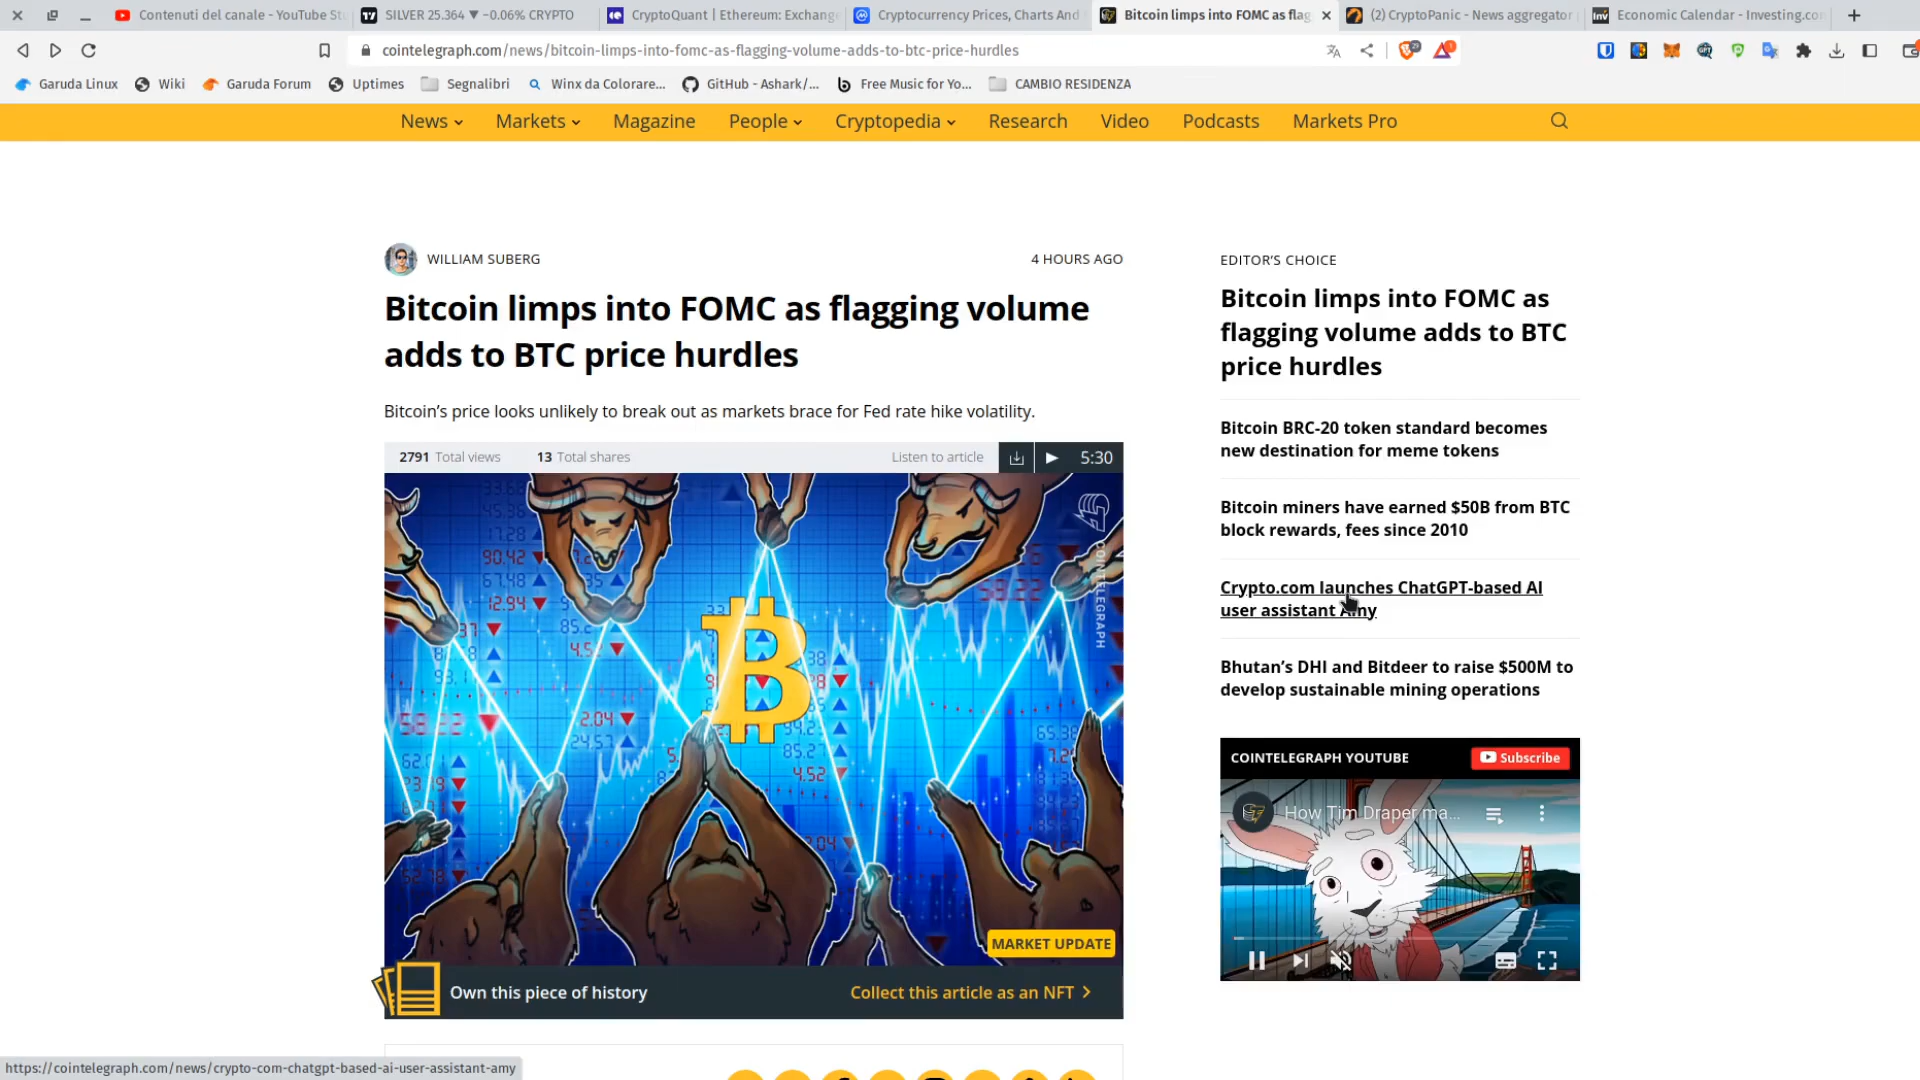 Contenuti del canale - YouTube St
SILVER 25.364 ▼ −0.06% CRYPTO
CryptoQuant | Ethereum: Exchang
Cryptocurrency Prices, Charts And
Bitcoin limps into FOMC as flag
(2) CryptoPanic - News aggregator
Economic Calendar - Investing.co
cointelegraph.com/news/bitcoin-limps-into-fomc-as-flagging-volume-adds-to-btc-price-hurdles
Garuda Linux
Wiki
Garuda Forum
Uptimes
Segnalibri
Winx da Colorare...
GitHub - Ashark/...
Free Music for Yo...
CAMBIO RESIDENZA
News
Markets
Magazine
People
Cryptopedia
Research
Video
Podcasts
Markets Pro
WILLIAM SUBERG
4 HOURS AGO
Bitcoin limps into FOMC as flagging volume
adds to BTC price hurdles
Bitcoin’s price looks unlikely to break out as markets brace for Fed rate hike volatility.
2791 Total views
13 Total shares
Listen to article
5:30
COINTELEGRAPH
MARKET UPDATE
Own this piece of history
Collect this article as an NFT
EDITOR’S CHOICE
Bitcoin limps into FOMC as
flagging volume adds to BTC
price hurdles
Bitcoin BRC-20 token standard becomes
new destination for meme tokens
Bitcoin miners have earned $50B from BTC
block rewards, fees since 2010
Crypto.com launches ChatGPT-based AI
user assistant Amy
Bhutan’s DHI and Bitdeer to raise $500M to
develop sustainable mining operations
COINTELEGRAPH YOUTUBE
Subscribe
How Tim Draper ma...
https://cointelegraph.com/news/crypto-com-chatgpt-based-ai-user-assistant-amy